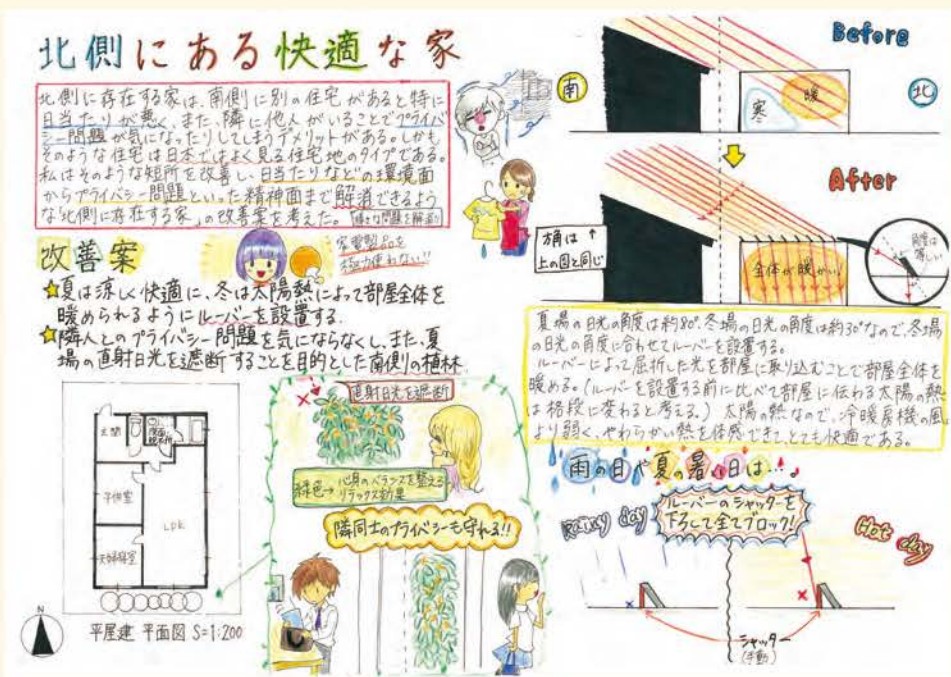 北側にある快適な家
北側に存在する家は、南側に別の住宅があると特に
日当たりが悪く、また、隣に他人がいることでプライバ
シー問題が気になったりしてしまうデメリットがある。しかも
そのような住宅は日本ではよく見る住宅地のタイプである。
私はそのような短所を改善し、日当たりなどの環境面
からプライバシー問題といった精神面まで解消できるよう
な「北側に存在する家」の改善案を考えた。
改善案
家電製品を
極力使わない!!
★夏は涼しく快適に、冬は太陽熱によって部屋全体を
暖められるようにルーバーを設置する。
★隣人とのプライバシー問題を気にならなくし、また、夏
場の直射日光を遮断することを目的とした南側の植林
玄関
洗面
脱衣所
子供室
LDK
夫婦寝室
N
平屋建 平面図 S=1:200
直射日光を遮断
緑色→心身のバランスを整える
リラックス効果
隣同士のプライバシーも守れる!!
Before
南
寒
暖
北
After
方角は↑
上の図と同じ
全体が暖かい!
角度は
等しい
夏場の日光の角度は約80°、冬場の日光の角度は約30°なので、冬場
の日光の角度に合わせてルーバーを設置する。
ルーバーによって屈折した光を部屋に取り込むことで部屋全体を
暖める。(ルーバーを設置する前に比べて部屋に伝わる太陽の熱
は格段に変わると考える。) 太陽の熱なので、冷暖房機の風
より弱く、やわらかい熱を体感できて、とても快適である。
雨の日や夏の暑い日は…。
Rainy day
ルーバーのシャッターを
下ろして全てブロック!
Hot day
シャッター
(手動)